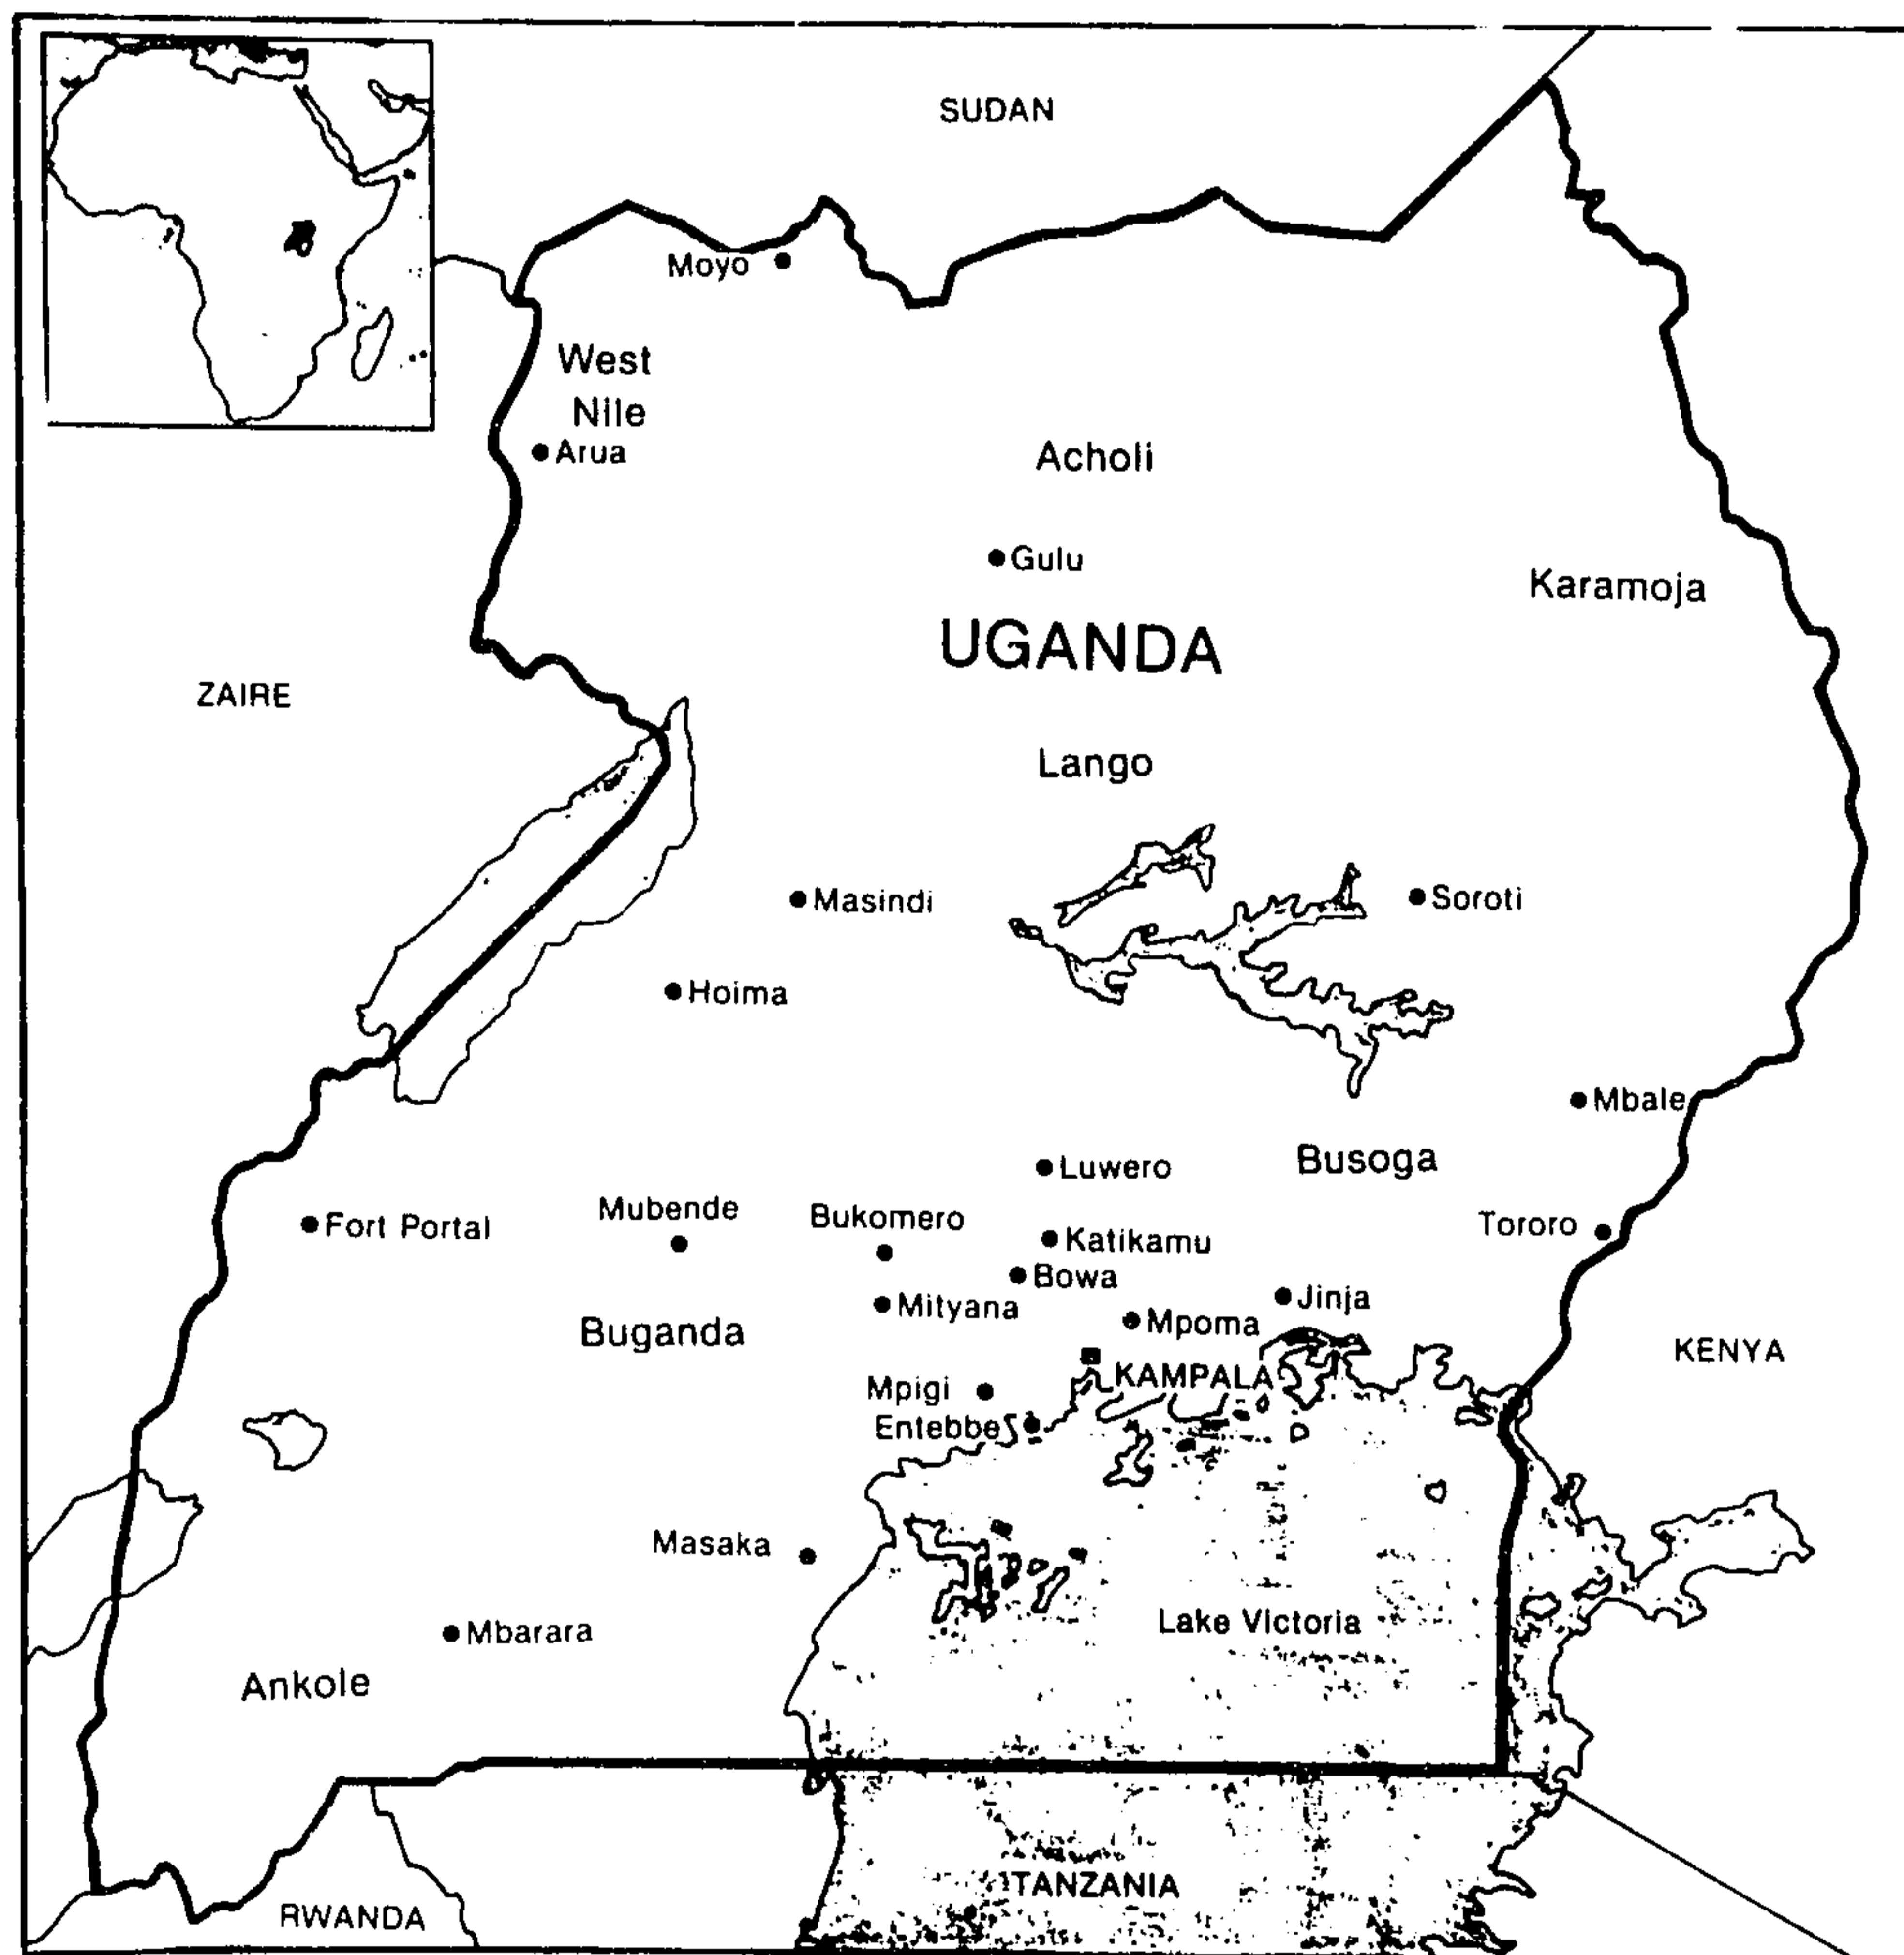 SUDAN
Moyo
West
Nile
Arua
Acholi
Gulu
Karamoja
UGANDA
ZAIRE
Lango
Masindi
Soroti
Hoima
Mbale
Busoga
Luwero
Fort Portal
Mubende
Bukomero
Katikamu
Tororo
Bowa
Mityana
Jinja
Mpoma
Buganda
KENYA
KAMPALA
Mpigi
Entebbe
Masaka
Lake Victoria
Mbarara
Ankole
TANZANIA
RWANDA